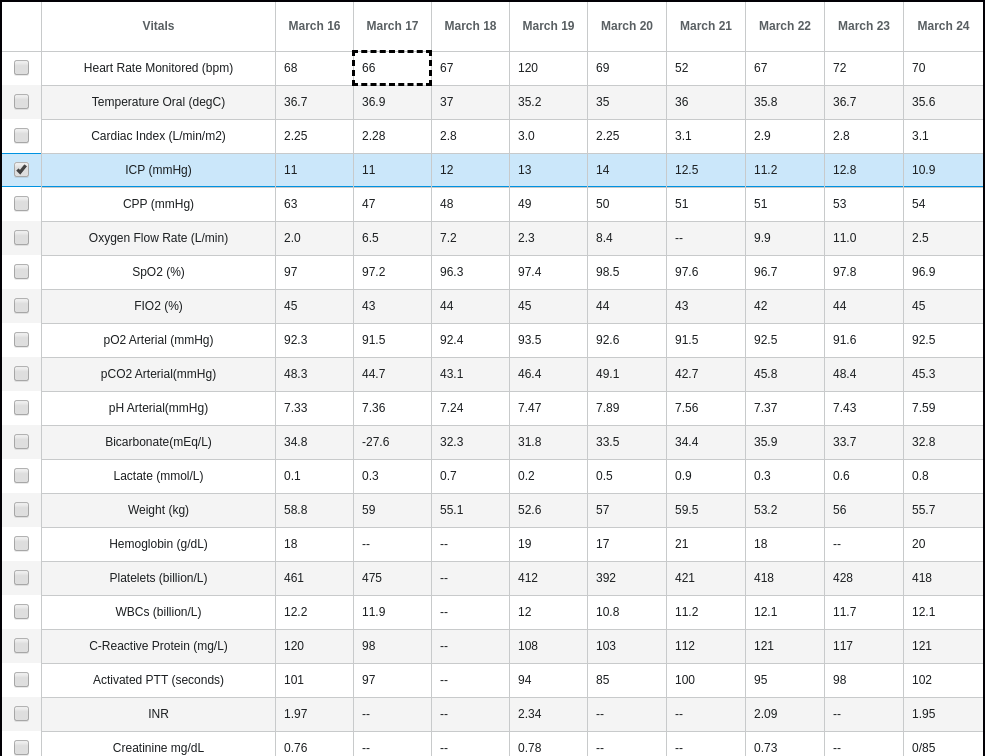 Vitals March 16 March 17 March 18 March 19 March 20 March 21 March 22 March 23 March 24
Heart Rate Monitored (bpm) 68 66 67 120 69 52 67 72 70
Temperature Oral (degC) 36.7 36.9 37 35.2 35 36 35.8 36.7 35.6
Cardiac Index (L/min/m2) 2.25 2.28 2.8 3.0 2.25 3.1 2.9 2.8 3.1
ICP (mmHg) 11 11 12 13 14 12.5 11.2 12.8 10.9
CPP (mmHg) 63 47 48 49 50 51 51 53 54
Oxygen Flow Rate (L/min) 2.0 6.5 7.2 2.3 8.4 -- 9.9 11.0 2.5
SpO2 (%) 97 97.2 96.3 97.4 98.5 97.6 96.7 97.8 96.9
FIO2 (%) 45 43 44 45 44 43 42 44 45
pO2 Arterial (mmHg) 92.3 91.5 92.4 93.5 92.6 91.5 92.5 91.6 92.5
pCO2 Arterial(mmHg) 48.3 44.7 43.1 46.4 49.1 42.7 45.8 48.4 45.3
pH Arterial(mmHg) 7.33 7.36 7.24 7.47 7.89 7.56 7.37 7.43 7.59
Bicarbonate(mEq/L) 34.8 -27.6 32.3 31.8 33.5 34.4 35.9 33.7 32.8
Lactate (mmol/L) 0.1 0.3 0.7 0.2 0.5 0.9 0.3 0.6 0.8
Weight (kg) 58.8 59 55.1 52.6 57 59.5 53.2 56 55.7
Hemoglobin (g/dL) 18 -- -- 19 17 21 18 -- 20
Platelets (billion/L) 461 475 -- 412 392 421 418 428 418
WBCs (billion/L) 12.2 11.9 -- 12 10.8 11.2 12.1 11.7 12.1
C-Reactive Protein (mg/L) 120 98 -- 108 103 112 121 117 121
Activated PTT (seconds) 101 97 -- 94 85 100 95 98 102
INR 1.97 -- -- 2.34 -- -- 2.09 -- 1.95
Creatinine mg/dL 0.76 -- -- 0.78 -- -- 0.73 -- 0/85